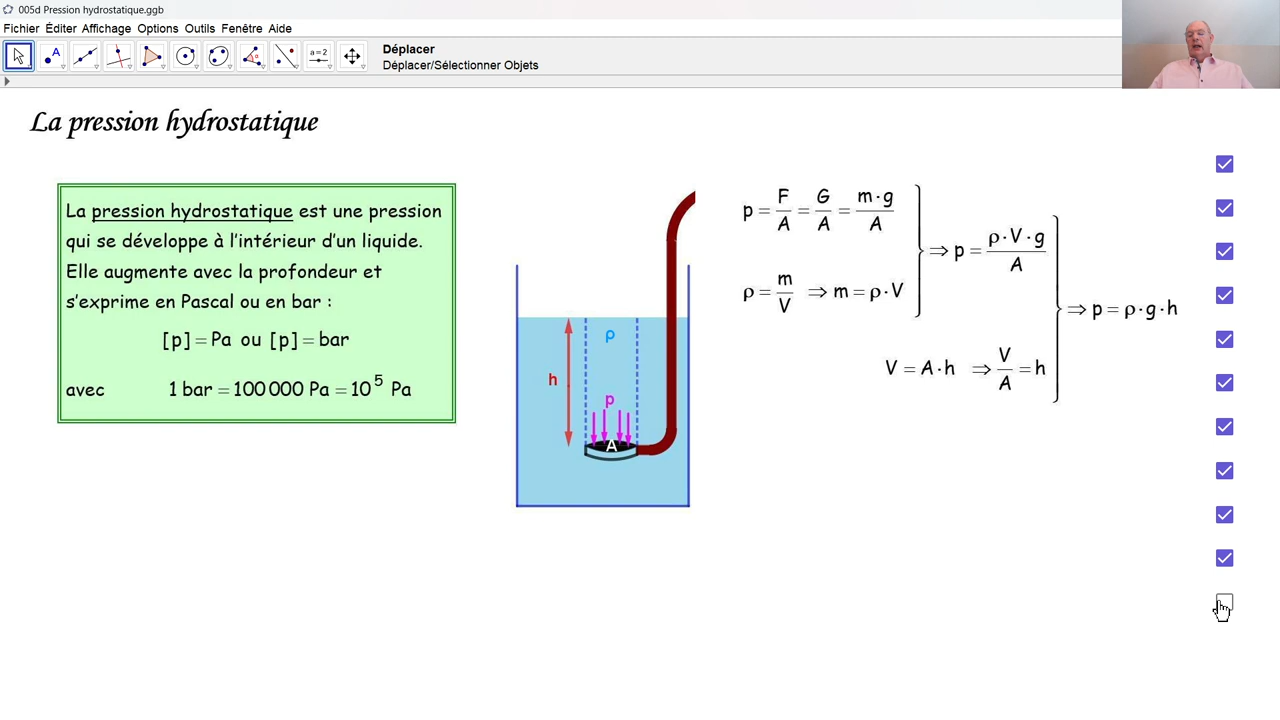 005d Pression hydrostatique.ggb
Fichier Éditer Affichage Options Outils Fenêtre Aide
A
a=2
Déplacer
Déplacer/Sélectionner Objets
La pression hydrostatique
La pression hydrostatique est une pression
qui se développe à l’intérieur d’un liquide.
Elle augmente avec la profondeur et
s’exprime en Pascal ou en bar :
[p] = Pa ou [p] = bar
avec 1 bar = 100 000 Pa = 10⁵ Pa
ρ
h
p
A
p = F/A = G/A = m·g/A
ρ = m/V ⇒ m = ρ·V
⇒ p = ρ·V·g/A
V = A·h ⇒ V/A = h
⇒ p = ρ·g·h